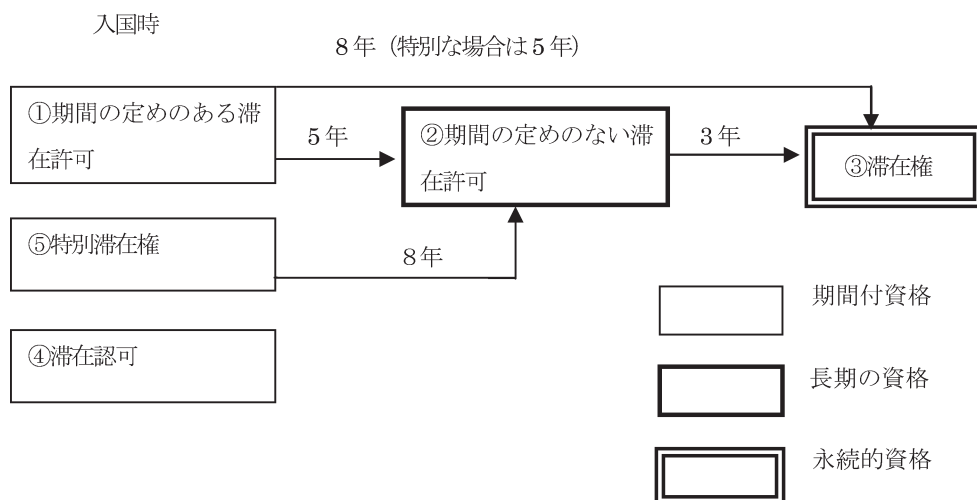 入国時
8年（特別な場合は5年）
①期間の定めのある滞
在許可
5年
②期間の定めのない滞
在許可
3年
③滞在権
⑤特別滞在権
8年
④滞在認可
期間付資格
長期の資格
永続的資格